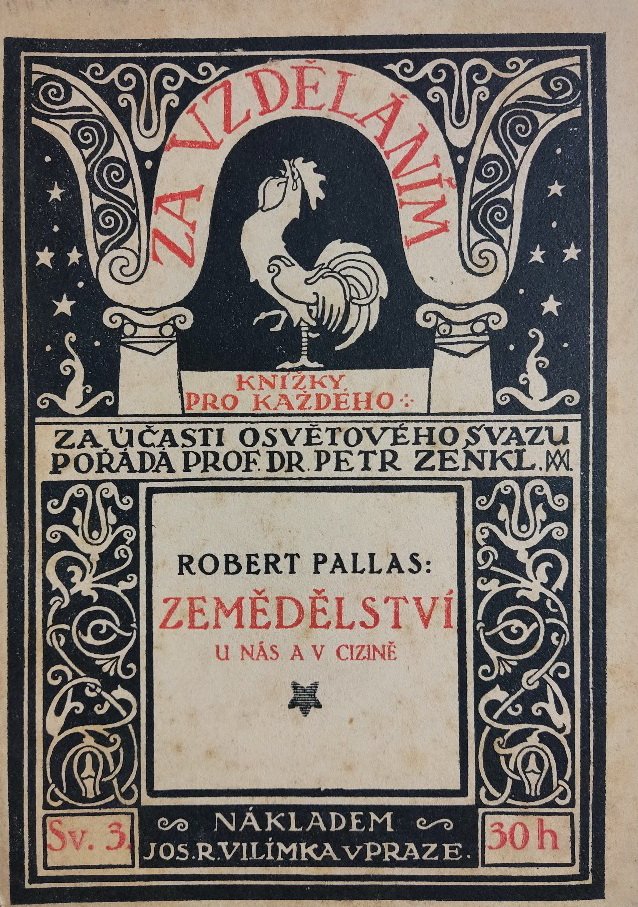 ZA VZDĚLÁNÍM
KNIŽKY
PRO KAŽDÉHO
ZA ÚČASTI OSVĚTOVÉHO SVAZU
POŘÁDÁ PROF. DR. PETR ZENKL.
ROBERT PALLAS:
ZEMĚDĚLSTVÍ
U NÁS A V CIZINĚ
Sv. 3.
NÁKLADEM
JOS. R. VILÍMKA V PRAZE.
30 h